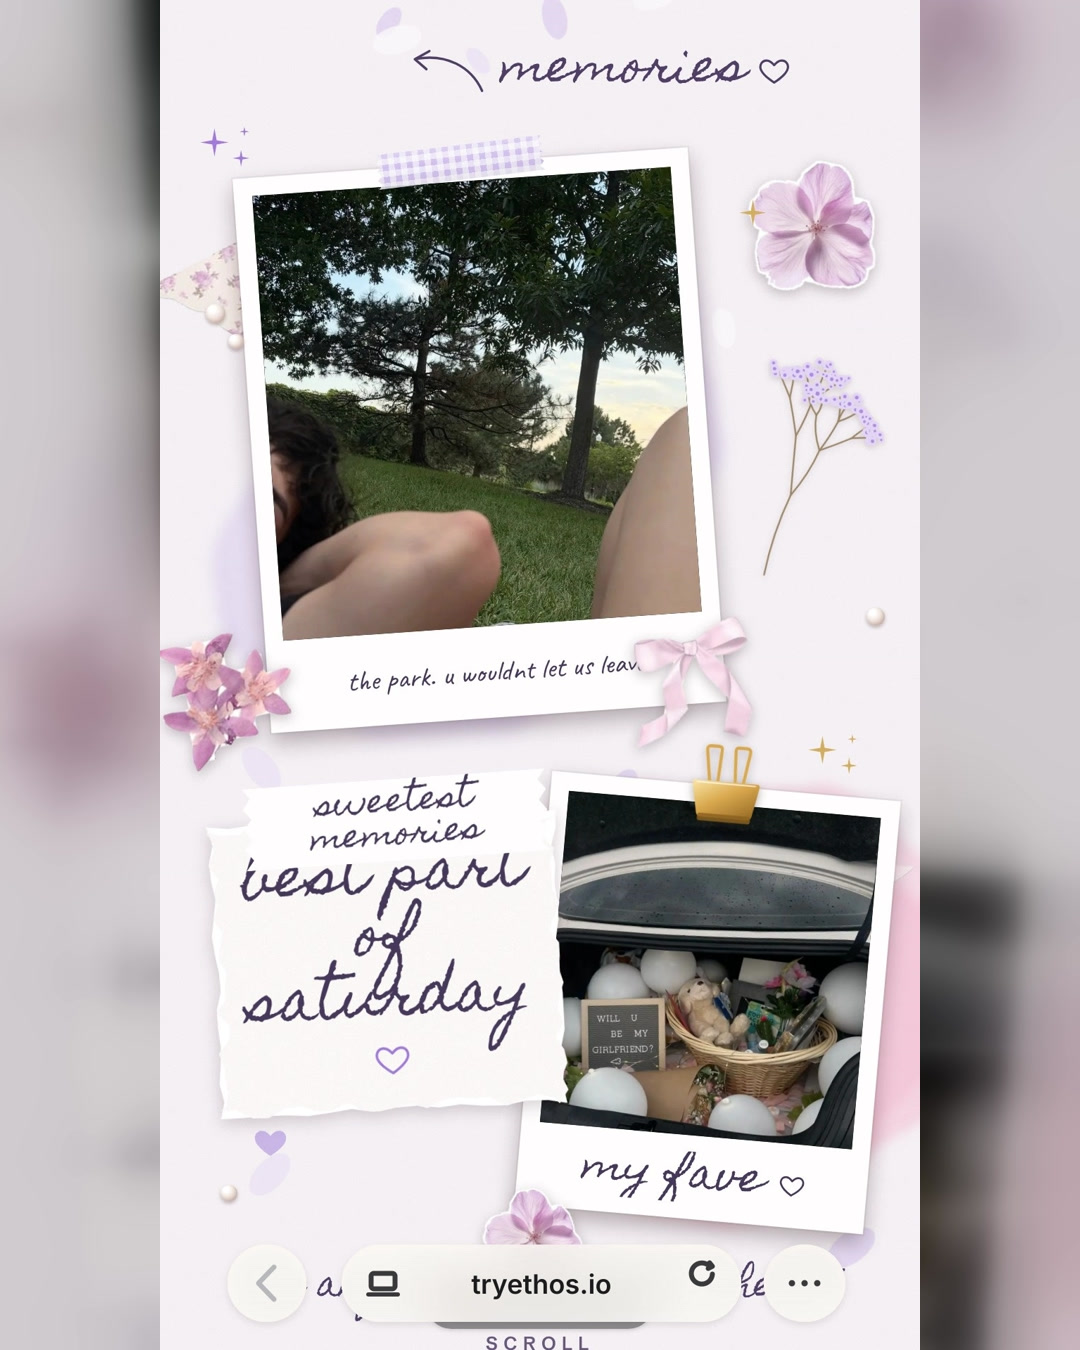 memories
the park. u wouldnt let us leav
sweetest
memories
best part
of
saturday
WILL U
BE MY
GIRLFRIEND?
my fave
tryethos.io
SCROLL